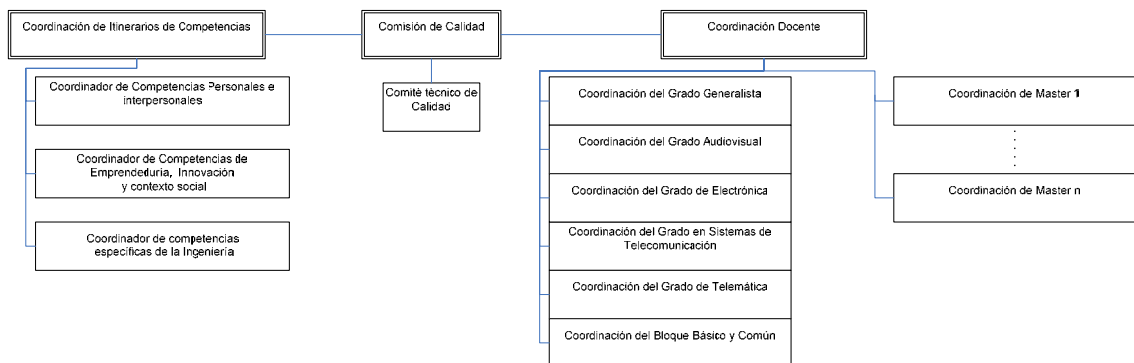 Coordinación de Itinerarios de Competencias
Comisión de Calidad
Coordinación Docente
Coordinador de Competencias Personales e
interpersonales
Coordinador de Competencias de
Emprendeduría, Innovación
y contexto social
Coordinador de competencias
específicas de la Ingeniería
Comitè tècnico de
Calidad
Coordinación del Grado Generalista
Coordinación del Grado Audiovisual
Coordinación del Grado de Electrónica
Coordinación del Grado en Sistemas de
Telecomunicación
Coordinación del Grado de Telemática
Coordinación del Bloque Básico y Común
Coordinación de Master 1
Coordinación de Master n